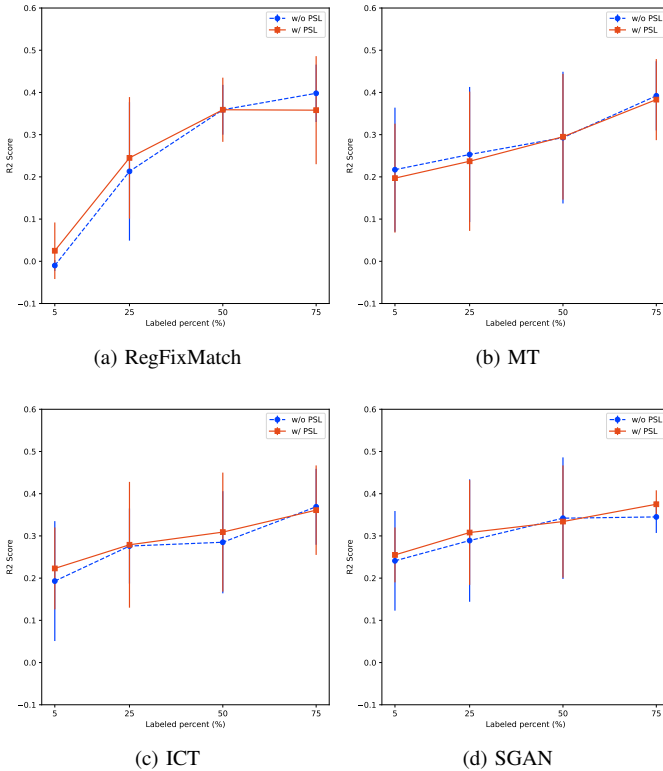 w/o PSL
w/ PSL
0.6
0.5
0.4
0.3
0.2
0.1
0.0
−0.1
R2 Score
5
25
50
75
Labeled percent (%)
(a) RegFixMatch
w/o PSL
w/ PSL
0.6
0.5
0.4
0.3
0.2
0.1
0.0
−0.1
R2 Score
5
25
50
75
Labeled percent (%)
(b) MT
w/o PSL
w/ PSL
0.6
0.5
0.4
0.3
0.2
0.1
0.0
−0.1
R2 Score
5
25
50
75
Labeled percent (%)
(c) ICT
w/o PSL
w/ PSL
0.6
0.5
0.4
0.3
0.2
0.1
0.0
−0.1
R2 Score
5
25
50
75
Labeled percent (%)
(d) SGAN